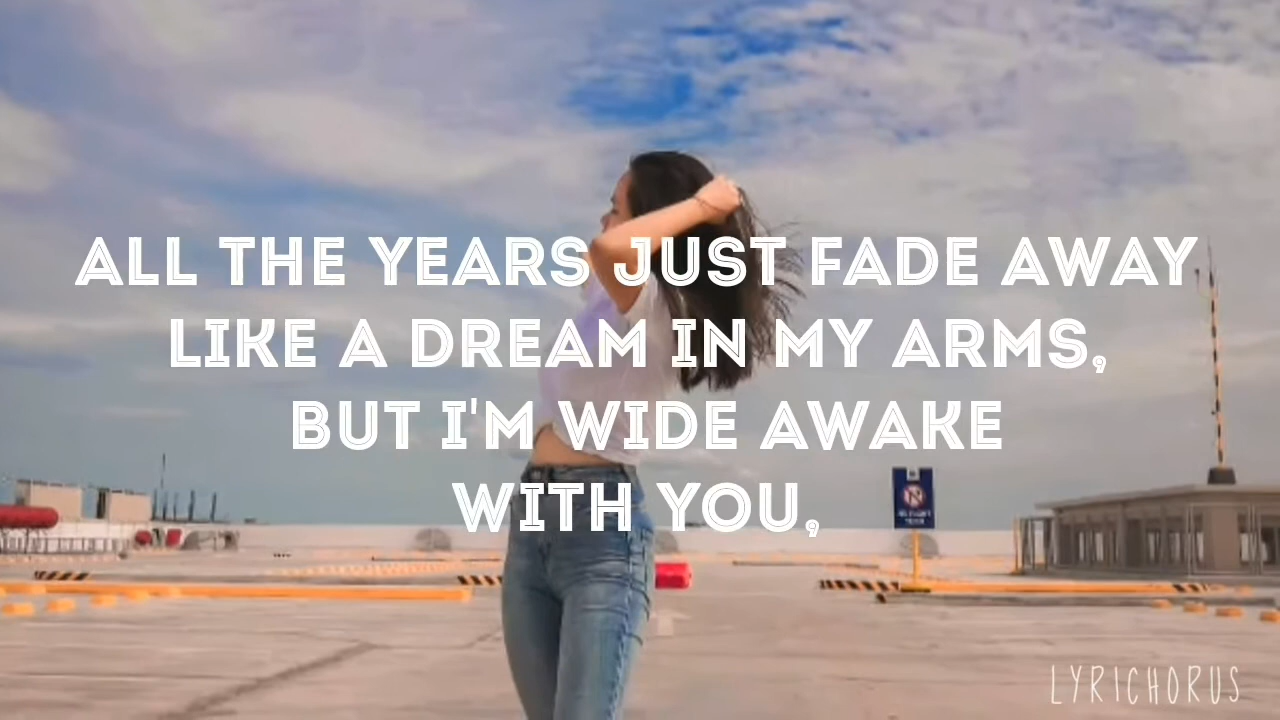 ALL THE YEARS JUST FADE AWAY
LIKE A DREAM IN MY ARMS,
BUT I'M WIDE AWAKE
WITH YOU,
LYRICHORUS